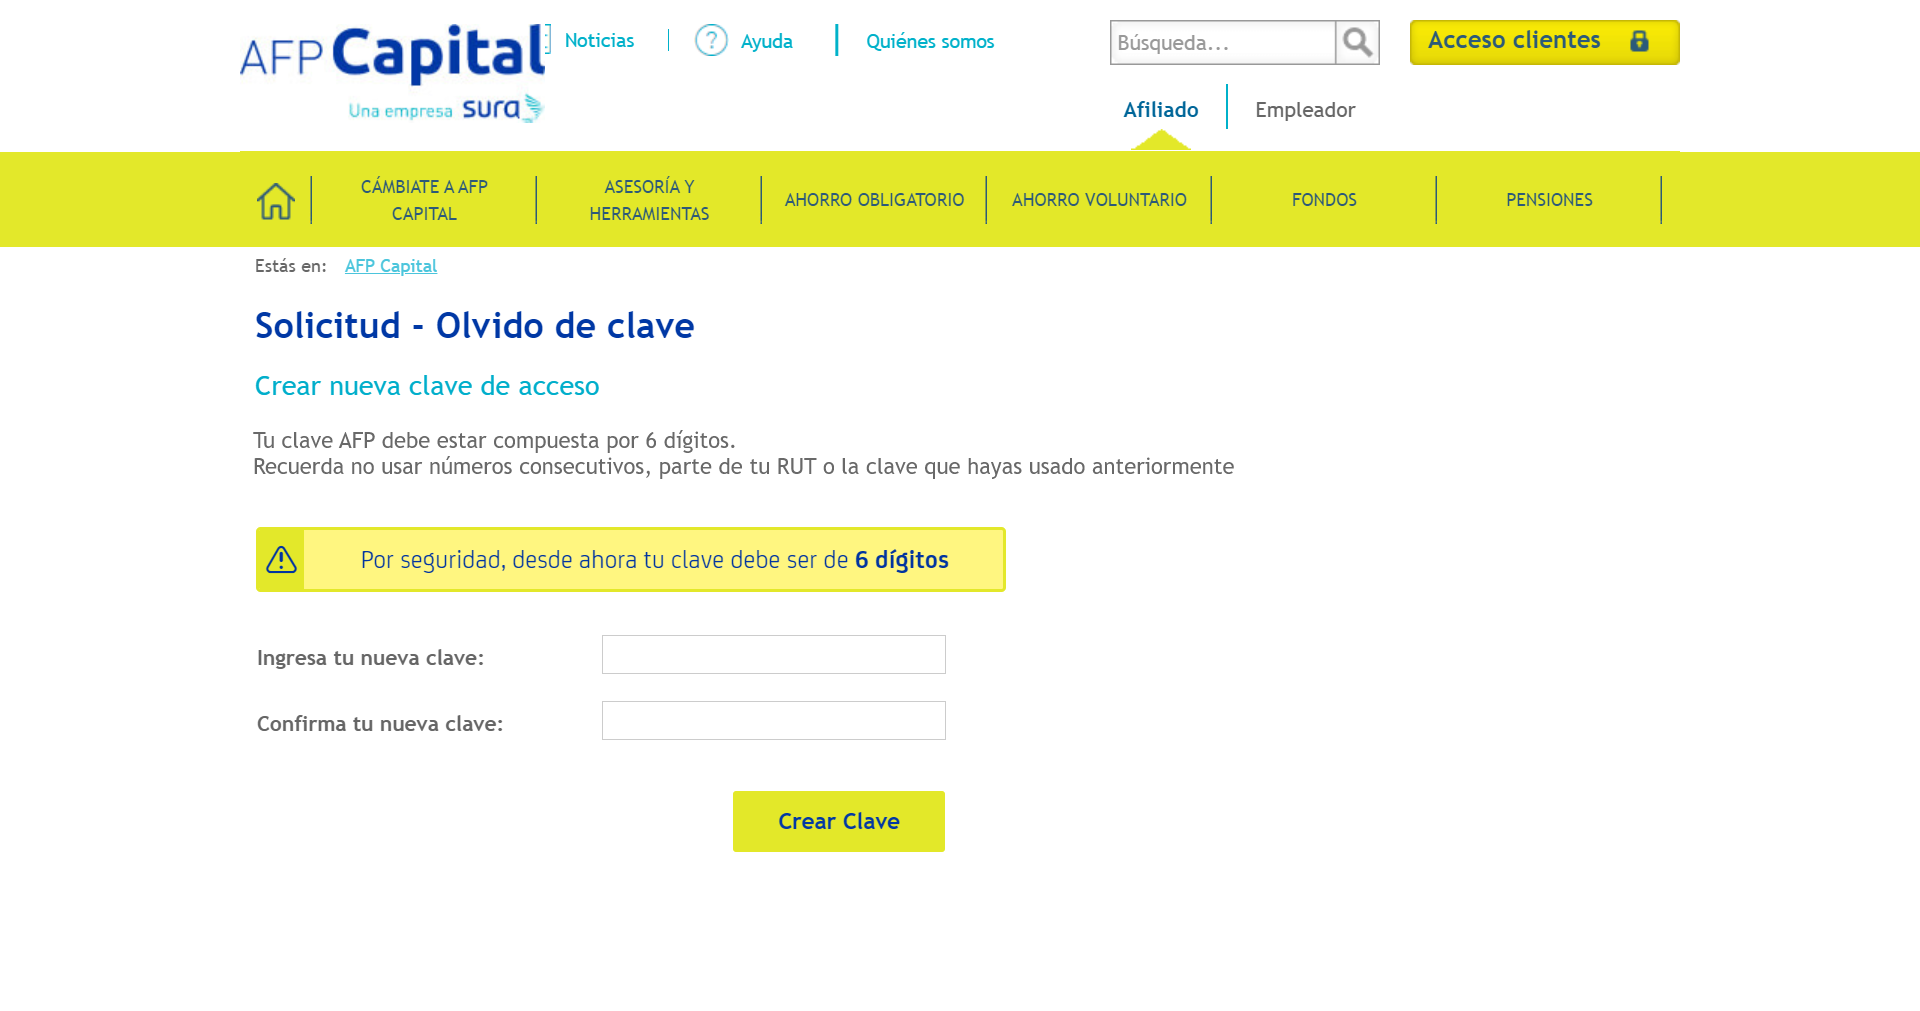 AFP Capital
Una empresa sura
Noticias
Ayuda
Quiénes somos
Búsqueda...
Acceso clientes
Afiliado
Empleador
CÁMBIATE A AFP
CAPITAL
ASESORÍA Y
HERRAMIENTAS
AHORRO OBLIGATORIO
AHORRO VOLUNTARIO
FONDOS
PENSIONES
Estás en: AFP Capital
Solicitud - Olvido de clave
Crear nueva clave de acceso
Tu clave AFP debe estar compuesta por 6 dígitos.
Recuerda no usar números consecutivos, parte de tu RUT o la clave que hayas usado anteriormente
Por seguridad, desde ahora tu clave debe ser de 6 dígitos
Ingresa tu nueva clave:
Confirma tu nueva clave:
Crear Clave